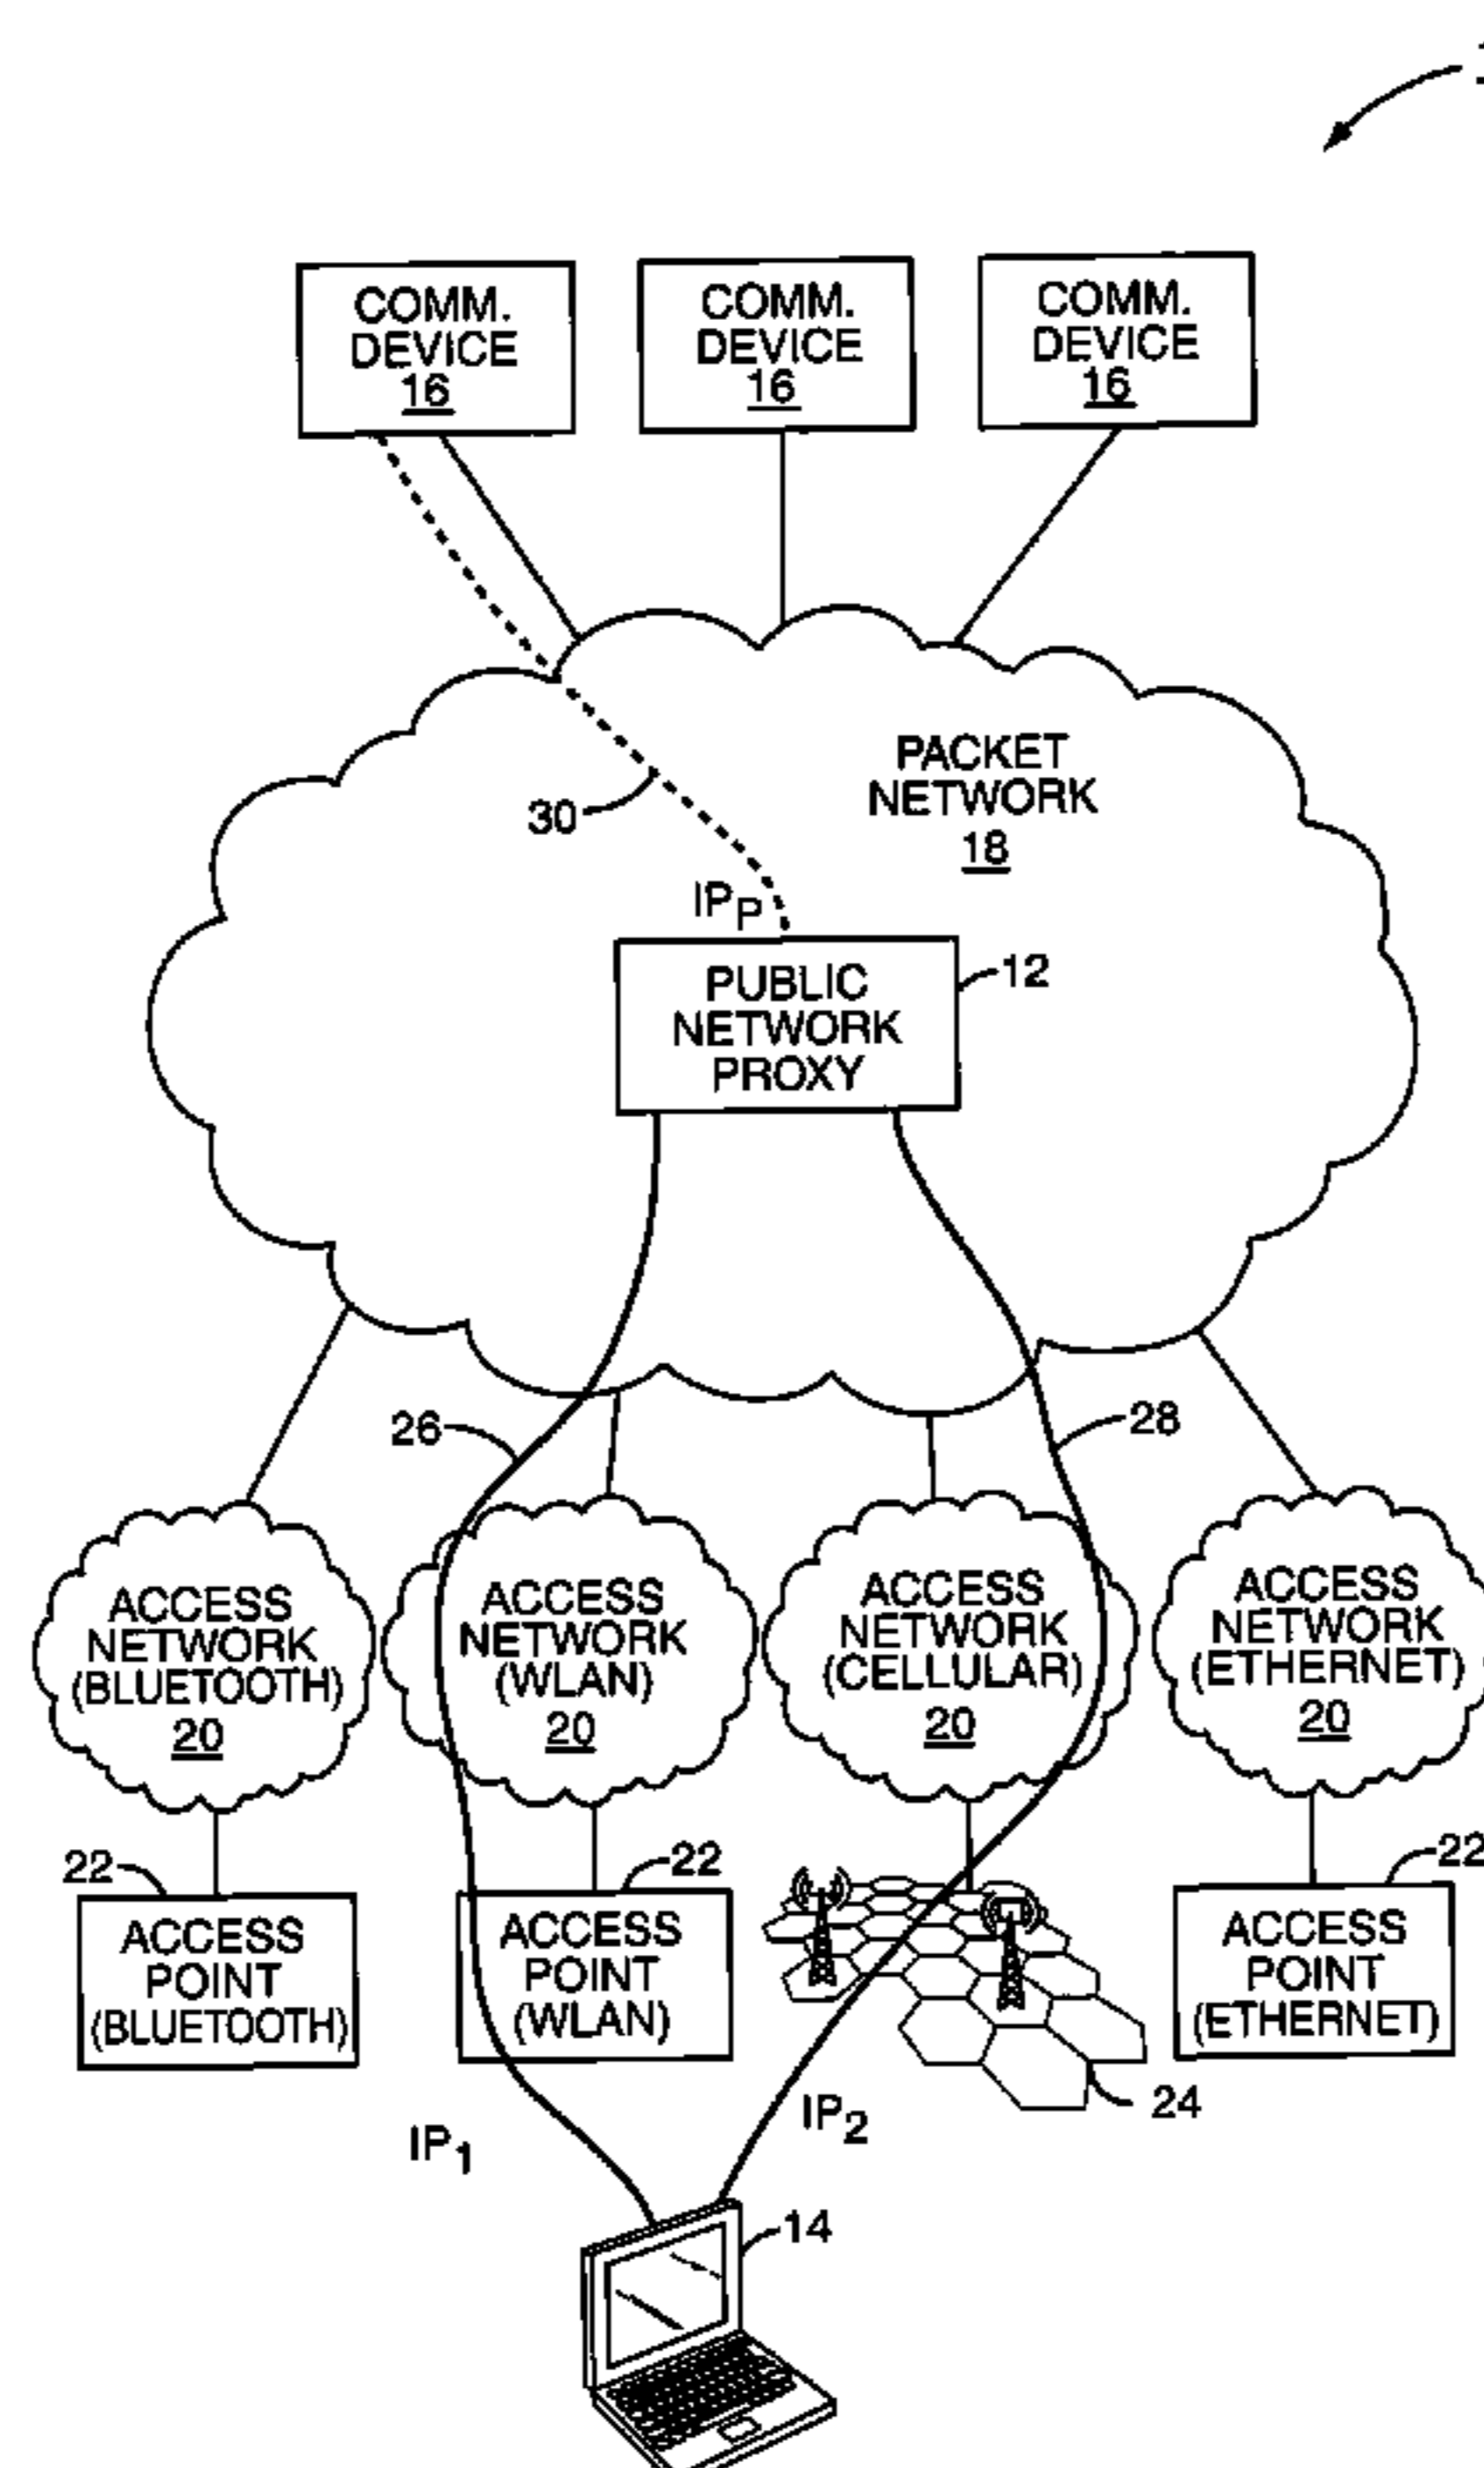 COMM.
DEVICE
16
COMM.
DEVICE
16
COMM.
DEVICE
16
PACKET
NETWORK
18
30
IPP
PUBLIC
NETWORK
PROXY
12
26
28
ACCESS
NETWORK
(BLUETOOTH)
20
ACCESS
NETWORK
(WLAN)
20
ACCESS
NETWORK
(CELLULAR)
20
ACCESS
NETWORK
(ETHERNET)
20
22
ACCESS
POINT
(BLUETOOTH)
22
ACCESS
POINT
(WLAN)
24
22
ACCESS
POINT
(ETHERNET)
IP1
IP2
14